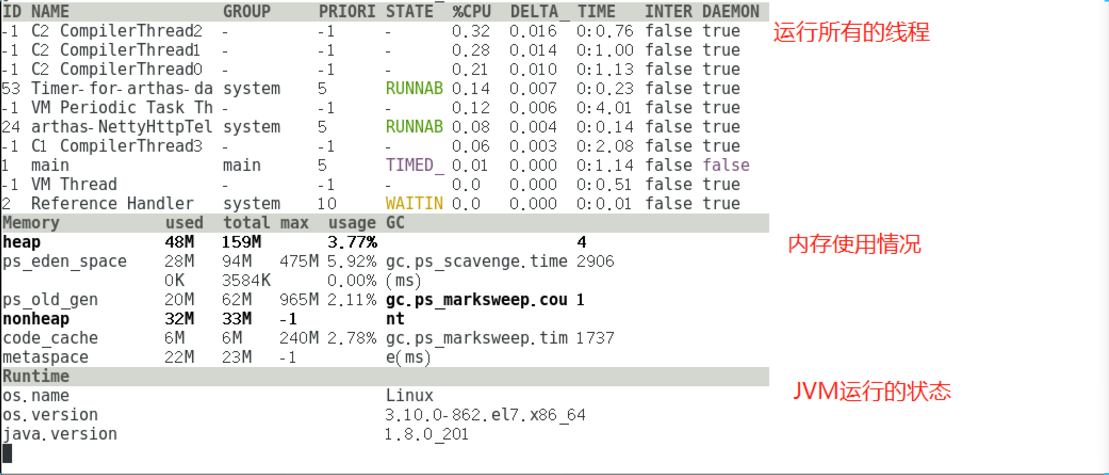 ID NAME GROUP PRIORI STATE %CPU DELTA_ TIME INTER DAEMON
-1 C2 CompilerThread2 - -1 - 0.32 0.016 0:0.76 false true
运行所有的线程
-1 C2 CompilerThread1 - -1 - 0.28 0.014 0:1.00 false true
-1 C2 CompilerThread0 - -1 - 0.21 0.010 0:1.13 false true
53 Timer-for-arthas-da system 5 RUNNAB 0.14 0.007 0:0.23 false true
-1 VM Periodic Task Th - -1 - 0.12 0.006 0:4.01 false true
24 arthas-NettyHttpTel system 5 RUNNAB 0.08 0.004 0:0.14 false true
-1 C1 CompilerThread3 - -1 - 0.06 0.003 0:2.08 false true
1 main main 5 TIMED_ 0.01 0.000 0:1.14 false false
-1 VM Thread - -1 - 0.0 0.000 0:0.51 false true
2 Reference Handler system 10 WAITIN 0.0 0.000 0:0.01 false true
Memory used total max usage GC
heap 48M 159M 3.77% 4
内存使用情况
ps_eden_space 28M 94M 475M 5.92% gc.ps_scavenge.time 2906
0K 3584K 0.00% (ms)
ps_old_gen 20M 62M 965M 2.11% gc.ps_marksweep.cou 1
nonheap 32M 33M -1 nt
code_cache 6M 6M 240M 2.78% gc.ps_marksweep.tim 1737
metaspace 22M 23M -1 e(ms)
Runtime
os.name Linux
JVM运行的状态
os.version 3.10.0-862.el7.x86_64
java.version 1.8.0_201